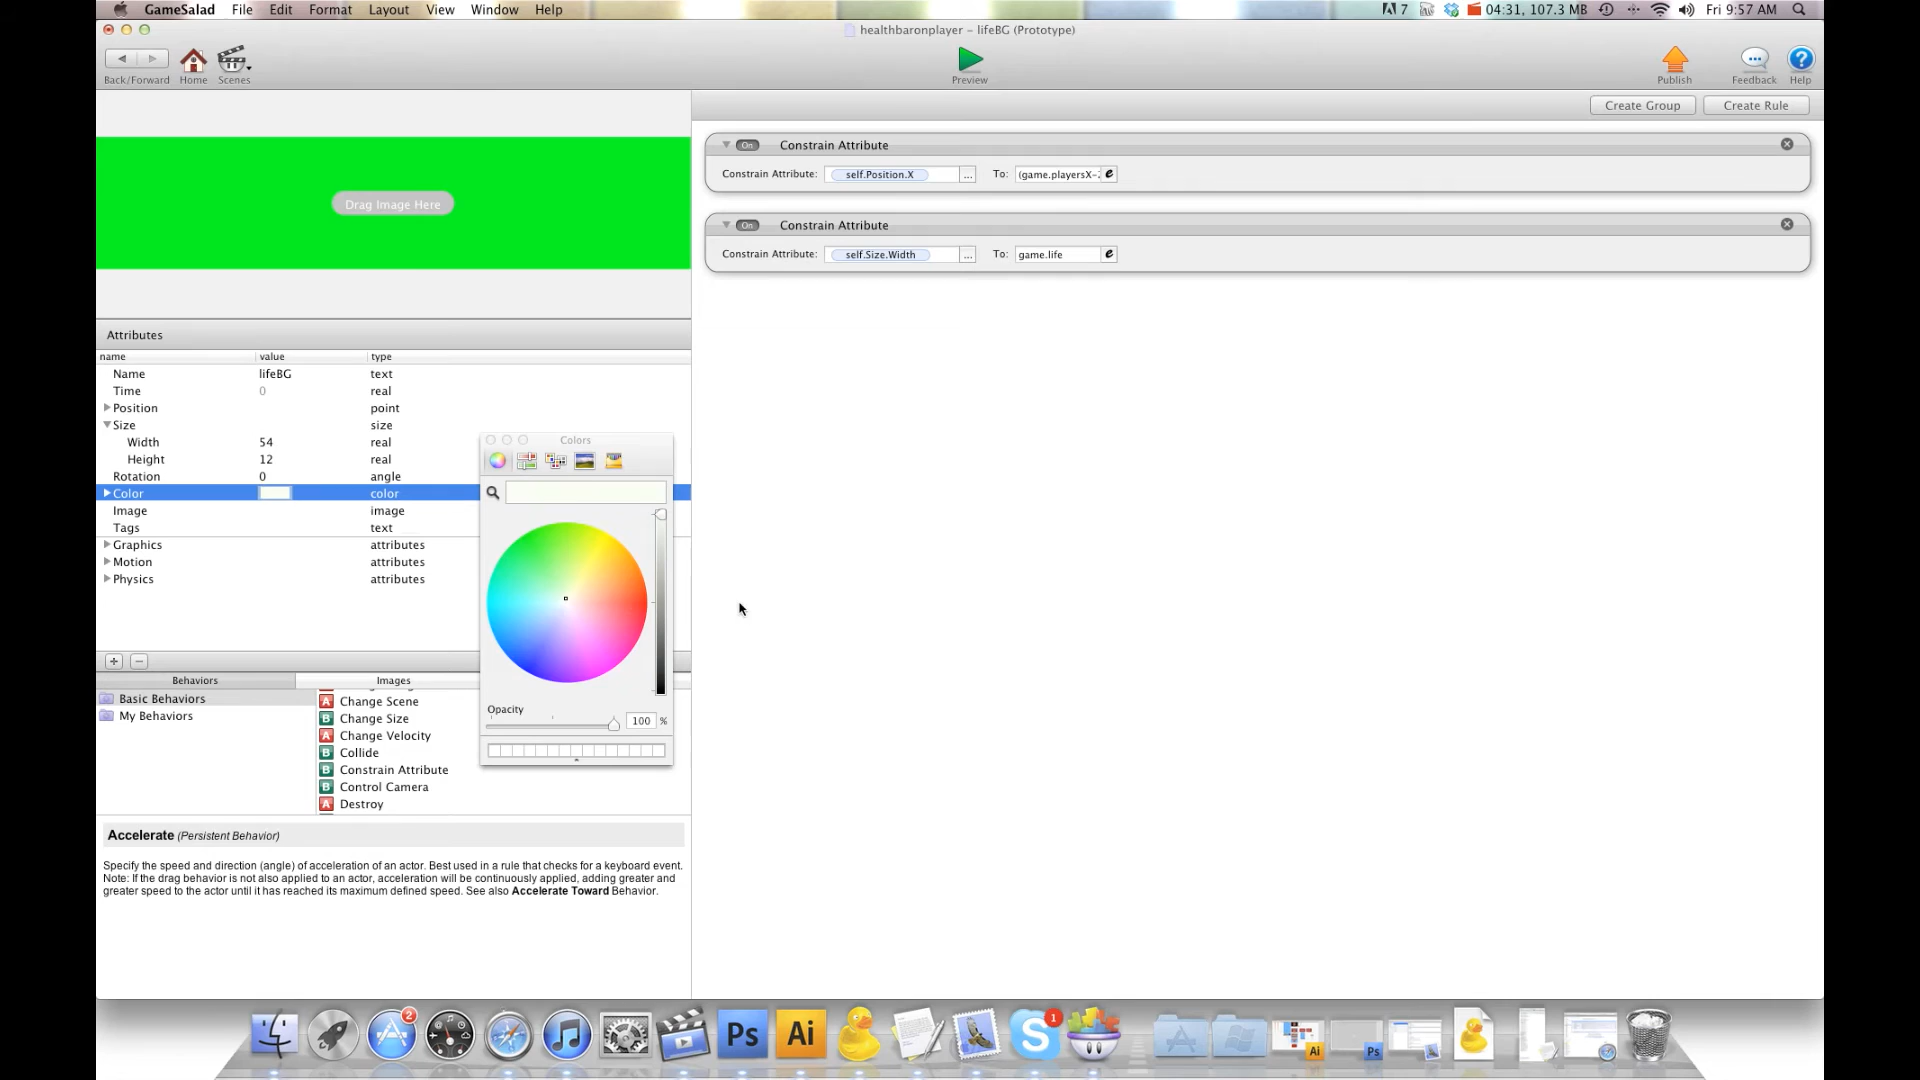 GameSalad File Edit Format Layout View Window Help
7 04:31, 107.3 MB Fri 9:57 AM
healthbaronplayer – lifeBG (Prototype)
Back/Forward Home Scenes Preview Publish Feedback Help
Create Group Create Rule
On Constrain Attribute
Constrain Attribute: self.Position.X ... To: (game.playersX- e
On Constrain Attribute
Constrain Attribute: self.Size.Width ... To: game.life e
Drag Image Here
Attributes
name value type
Name lifeBG text
Time 0 real
Position point
Size size
Width 54 real
Height 12 real
Rotation 0 angle
Color color
Image image
Tags text
Graphics attributes
Motion attributes
Physics attributes
Colors
Opacity
100 %
Behaviors Images
Basic Behaviors
My Behaviors
Change Scene
Change Size
Change Velocity
Collide
Constrain Attribute
Control Camera
Destroy
Accelerate (Persistent Behavior)
Specify the speed and direction (angle) of acceleration of an actor. Best used in a rule that checks for a keyboard event.
Note: If the drag behavior is not also applied to an actor, acceleration will be continuously applied, adding greater and
greater speed to the actor until it has reached its maximum defined speed. See also Accelerate Toward Behavior.
2 Ps Ai S 1 Ai Ps